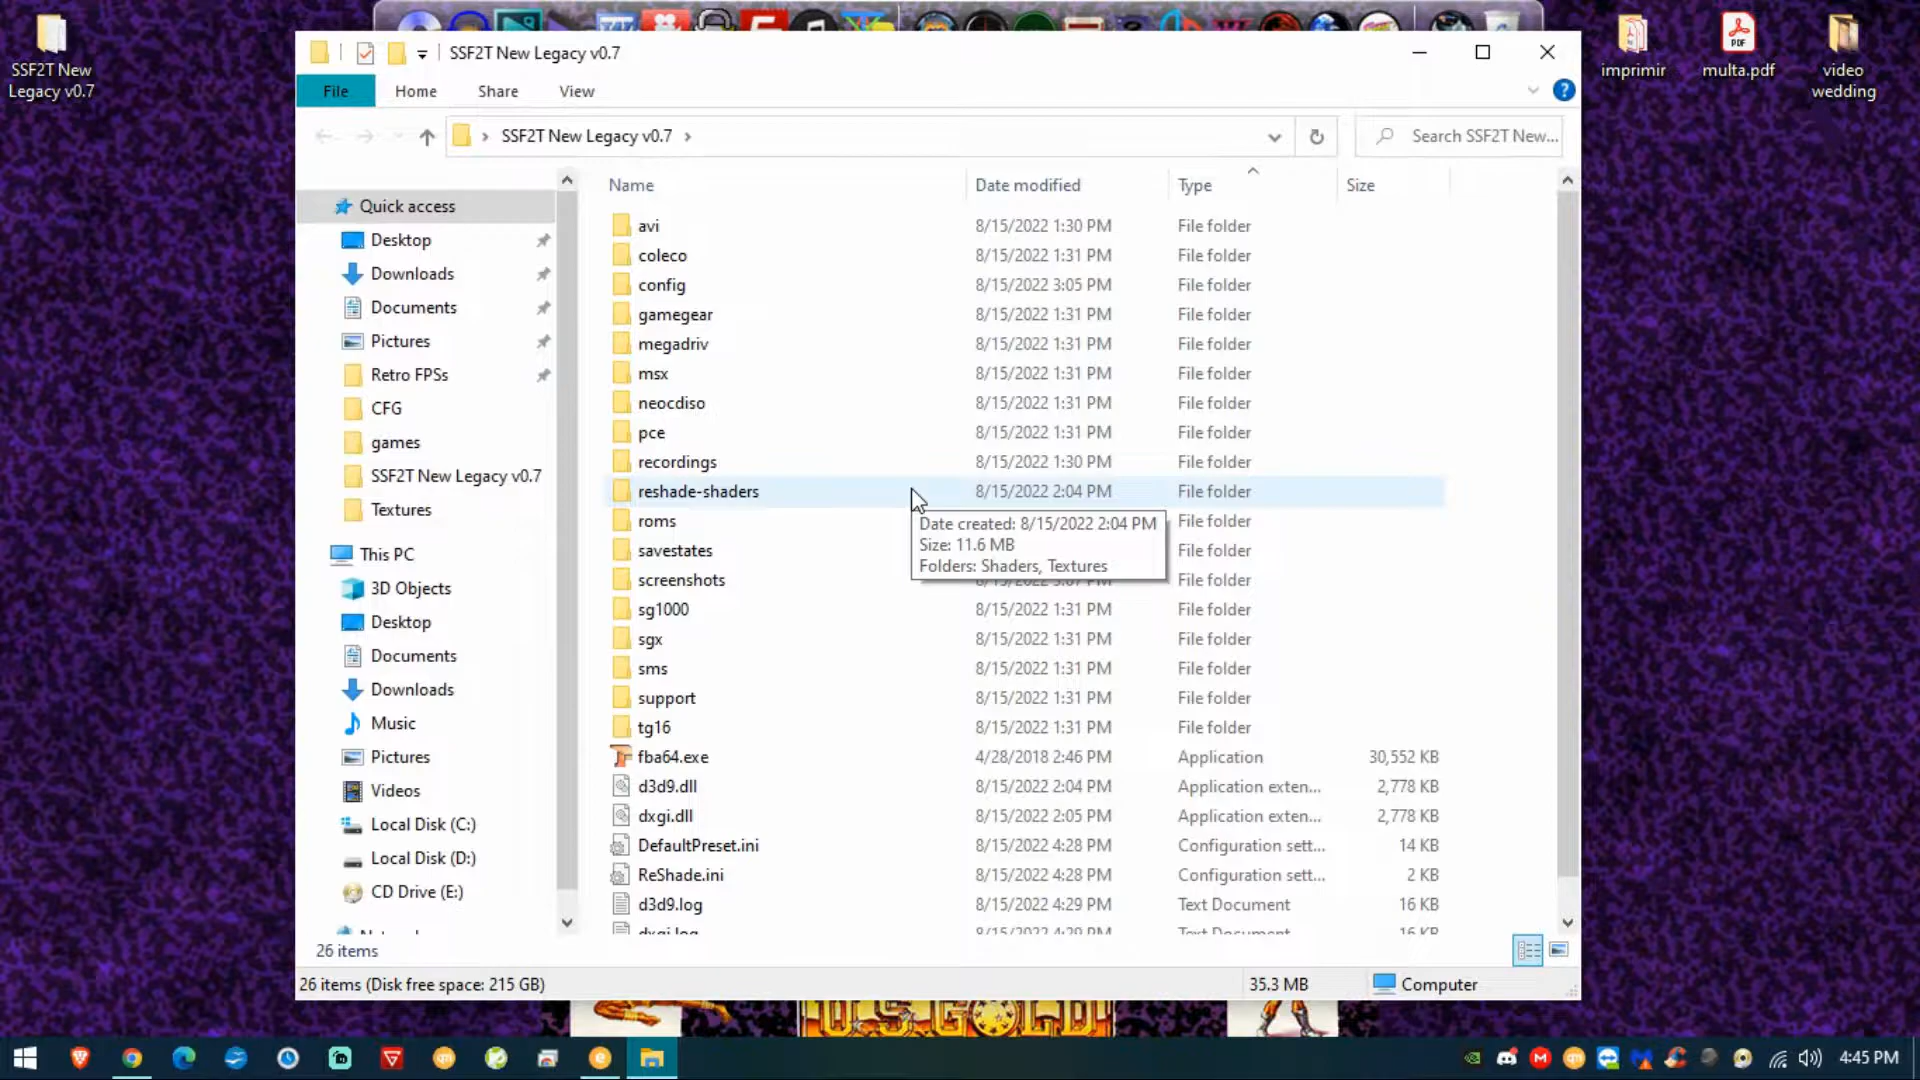 SSF2T New
Legacy v0.7
imprimir
multa.pdf
video
wedding
PDF
SSF2T New Legacy v0.7
File
Home
Share
View
?
SSF2T New Legacy v0.7
Search SSF2T New...
Quick access
Desktop
Downloads
Documents
Pictures
Retro FPSs
CFG
games
SSF2T New Legacy v0.7
Textures
This PC
3D Objects
Desktop
Documents
Downloads
Music
Pictures
Videos
Local Disk (C:)
Local Disk (D:)
CD Drive (E:)
Name Date modified Type Size
avi 8/15/2022 1:30 PM File folder
coleco 8/15/2022 1:31 PM File folder
config 8/15/2022 3:05 PM File folder
gamegear 8/15/2022 1:31 PM File folder
megadriv 8/15/2022 1:31 PM File folder
msx 8/15/2022 1:31 PM File folder
neocdiso 8/15/2022 1:31 PM File folder
pce 8/15/2022 1:31 PM File folder
recordings 8/15/2022 1:30 PM File folder
reshade-shaders 8/15/2022 2:04 PM File folder
roms File folder
savestates File folder
screenshots File folder
Date created: 8/15/2022 2:04 PM
Size: 11.6 MB
Folders: Shaders, Textures
sg1000 8/15/2022 1:31 PM File folder
sgx 8/15/2022 1:31 PM File folder
sms 8/15/2022 1:31 PM File folder
support 8/15/2022 1:31 PM File folder
tg16 8/15/2022 1:31 PM File folder
fba64.exe 4/28/2018 2:46 PM Application 30,552 KB
d3d9.dll 8/15/2022 2:04 PM Application exten... 2,778 KB
dxgi.dll 8/15/2022 2:05 PM Application exten... 2,778 KB
DefaultPreset.ini 8/15/2022 4:28 PM Configuration sett... 14 KB
ReShade.ini 8/15/2022 4:28 PM Configuration sett... 2 KB
d3d9.log 8/15/2022 4:29 PM Text Document 16 KB
dxgi.log 8/15/2022 4:29 PM Text Document 16 KB
26 items
26 items (Disk free space: 215 GB)
35.3 MB
Computer
U.S. GOLD
4:45 PM